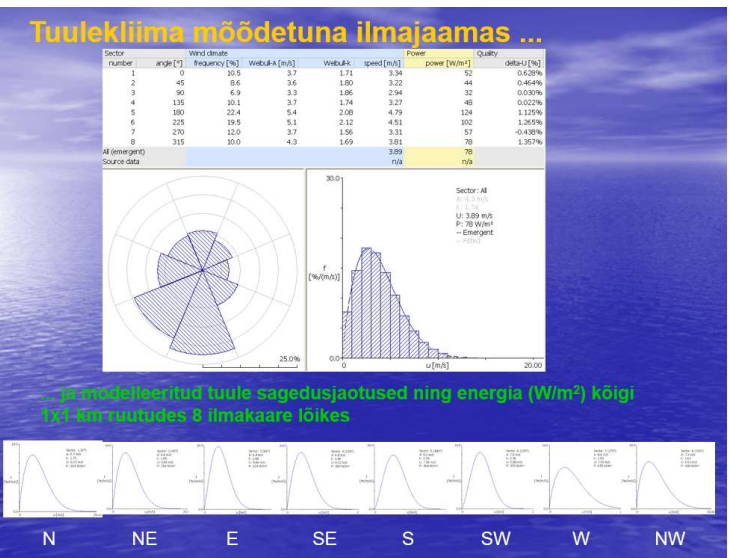 Tuulekliima mõõdetuna ilmajaamas ...
Sector Wind climate Power Quality
number angle [°] frequency [%] Weibull-A [m/s] Weibull-k speed [m/s] power [W/m²] delta-U [%]
1 0 10.5 3.7 1.71 3.34 52 0.628%
2 45 8.6 3.6 1.80 3.22 44 0.464%
3 90 6.9 3.3 1.86 2.94 32 0.030%
4 135 10.1 3.7 1.74 3.27 48 0.022%
5 180 22.4 5.4 2.08 4.79 124 1.125%
6 225 19.5 5.1 2.12 4.51 102 1.265%
7 270 12.0 3.7 1.56 3.31 57 -0.438%
8 315 10.0 4.3 1.69 3.81 78 1.357%
All (emergent) 3.89 78
Source data n/a n/a
25.0%
30.0
Sector: All
A: 4.3 m/s
k: 1.74
U: 3.89 m/s
P: 78 W/m²
-- Emergent
-- Fitted
f
[%/(m/s)]
0.0
0 u [m/s] 20.00
... ja modelleeritud tuule sagedusjaotused ning energia (W/m²) kõigi
1x1 km ruutudes 8 ilmakaare lõikes
N NE E SE S SW W NW